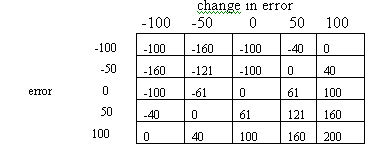 change in error
-100 -50 0 50 100
-100 -100 -160 -100 -40 0
-50 -160 -121 -100 0 40
error 0 -100 -61 0 61 100
50 -40 0 61 121 160
100 0 40 100 160 200